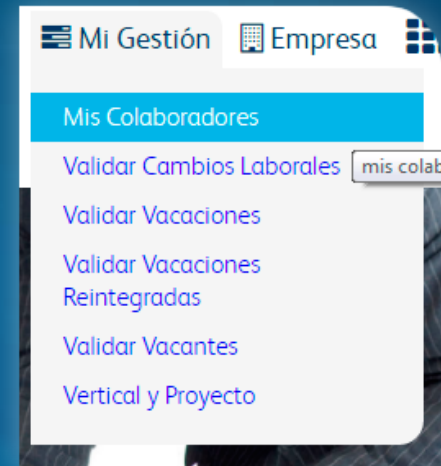 Mi Gestión Empresa
Mis Colaboradores
Validar Cambios Laborales
mis colab
Validar Vacaciones
Validar Vacaciones
Reintegradas
Validar Vacantes
Vertical y Proyecto